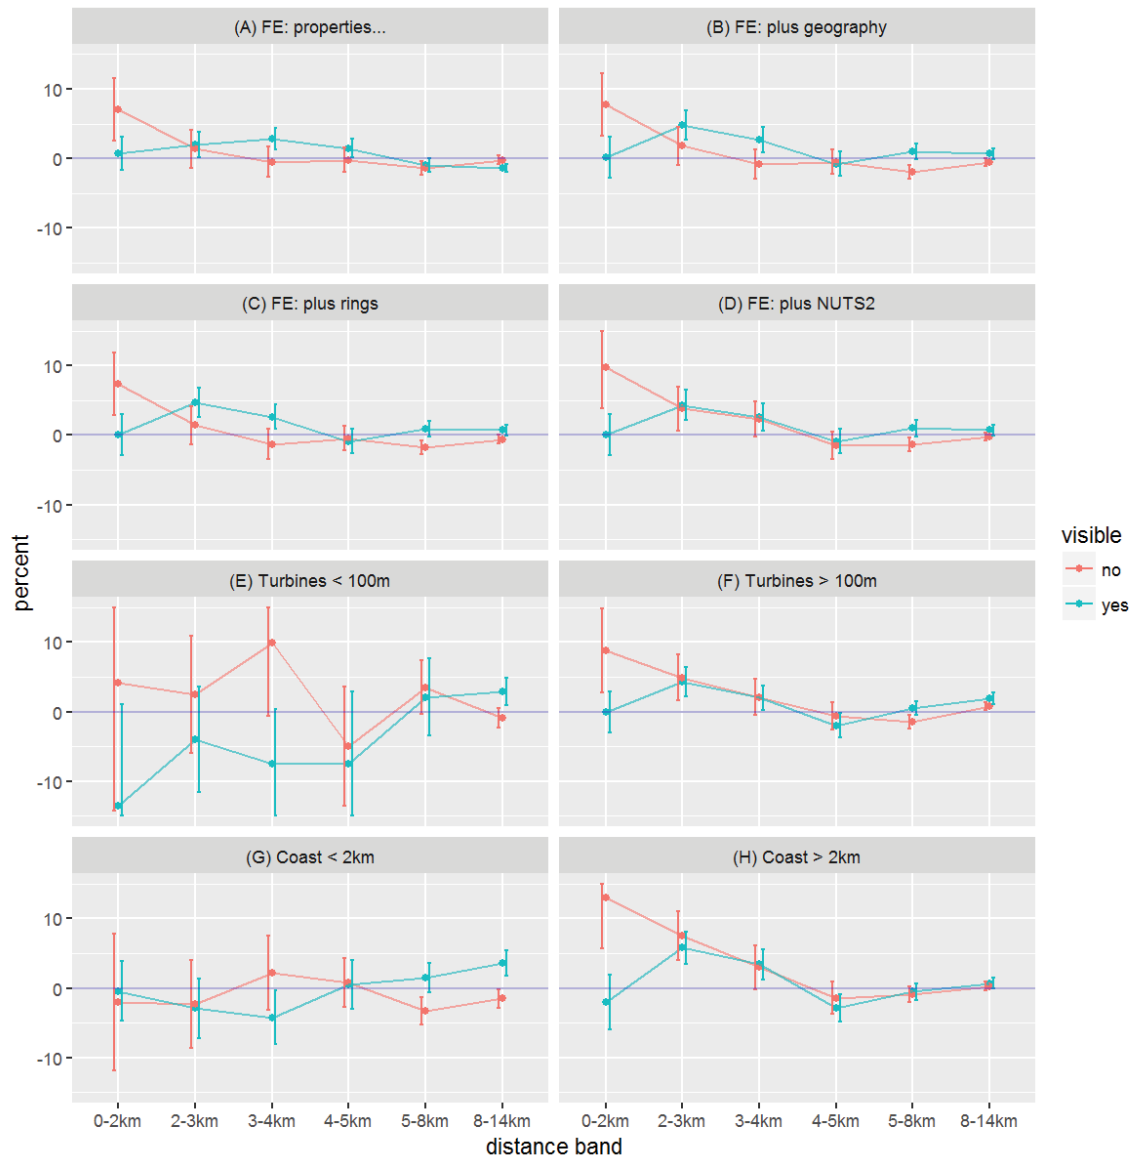 (A) FE: properties...
(B) FE: plus geography
10
0
-10
(C) FE: plus rings
(D) FE: plus NUTS2
10
0
-10
(E) Turbines < 100m
(F) Turbines > 100m
10
0
-10
(G) Coast < 2km
(H) Coast > 2km
10
0
-10
0-2km 2-3km 3-4km 4-5km 5-8km 8-14km
0-2km 2-3km 3-4km 4-5km 5-8km 8-14km
distance band
percent
visible
no
yes